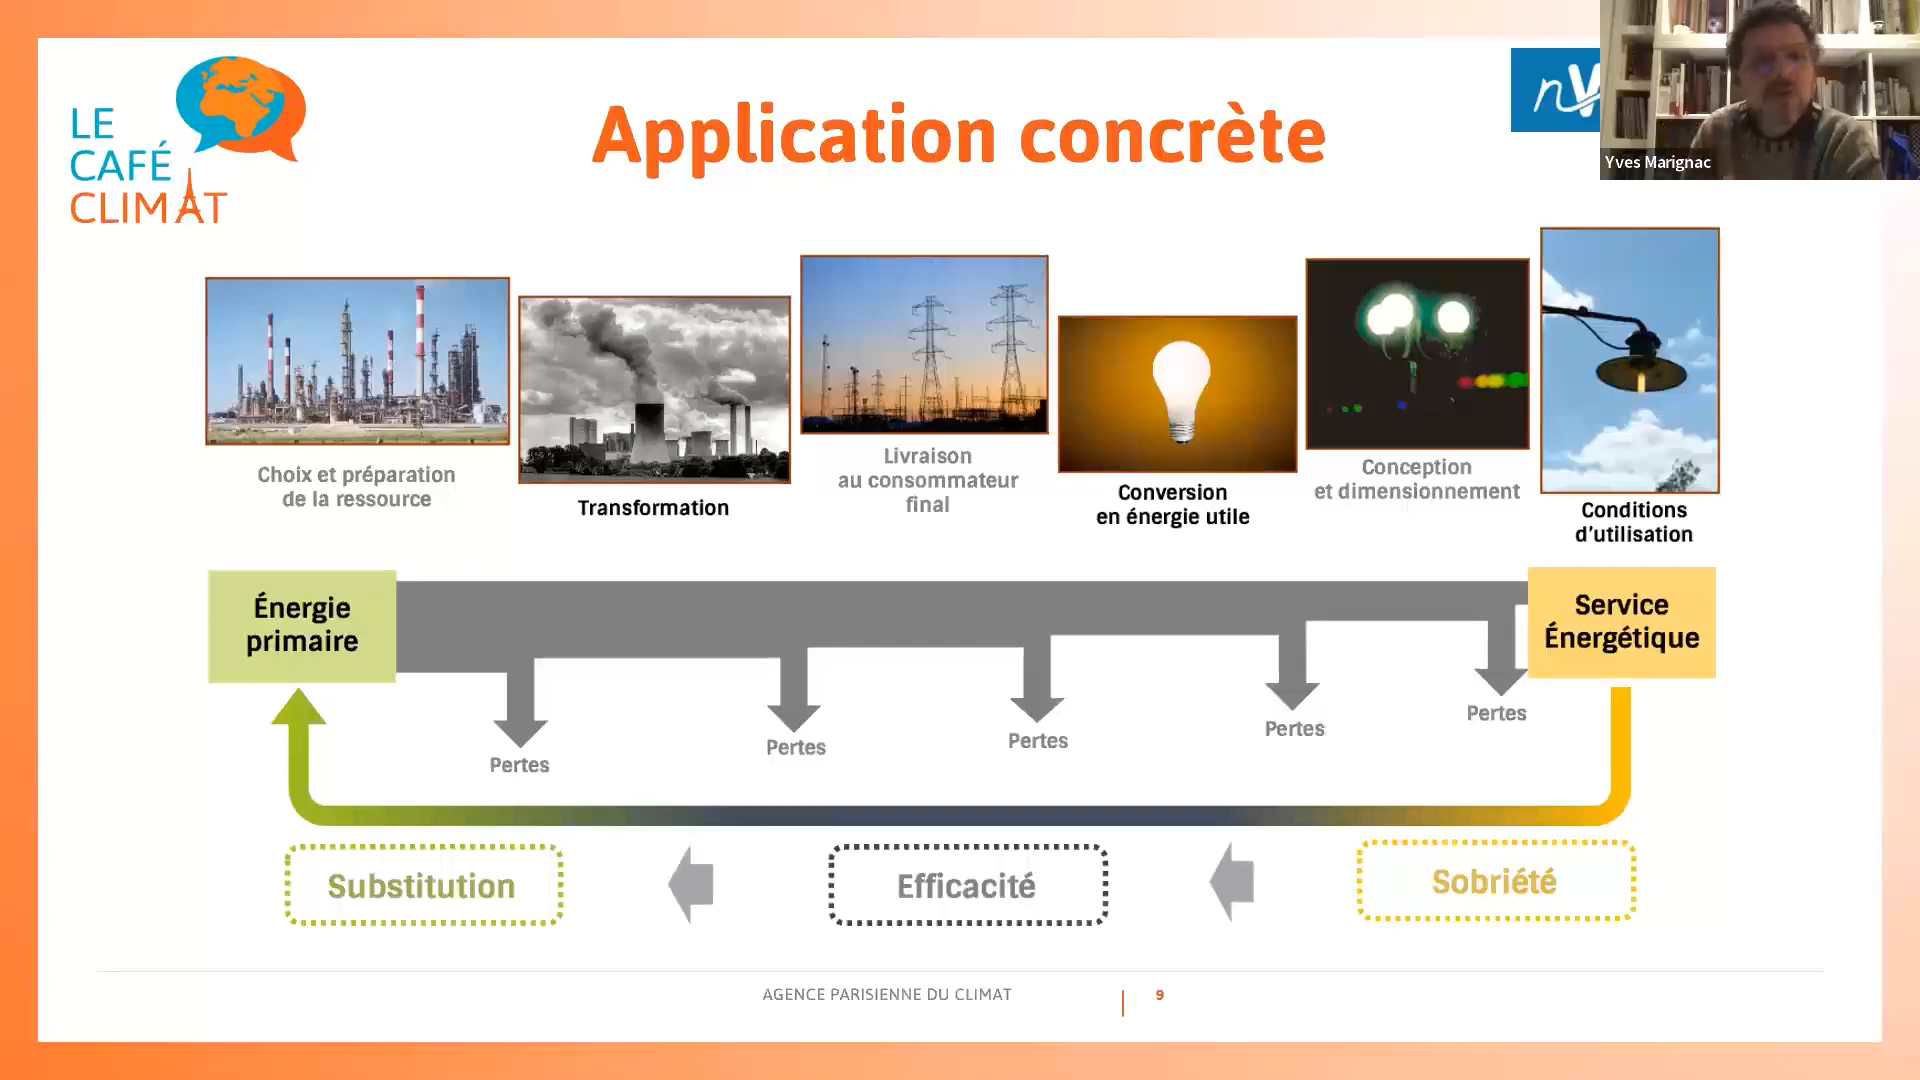 LE
CAFÉ
CLIMAT
Application concrète
Yves Marignac
Choix et préparation
de la ressource
Transformation
Livraison
au consommateur
final
Conversion
en énergie utile
Conception
et dimensionnement
Conditions
d’utilisation
Énergie
primaire
Service
Énergétique
Pertes
Pertes
Pertes
Pertes
Pertes
Substitution
Efficacité
Sobriété
AGENCE PARISIENNE DU CLIMAT
9